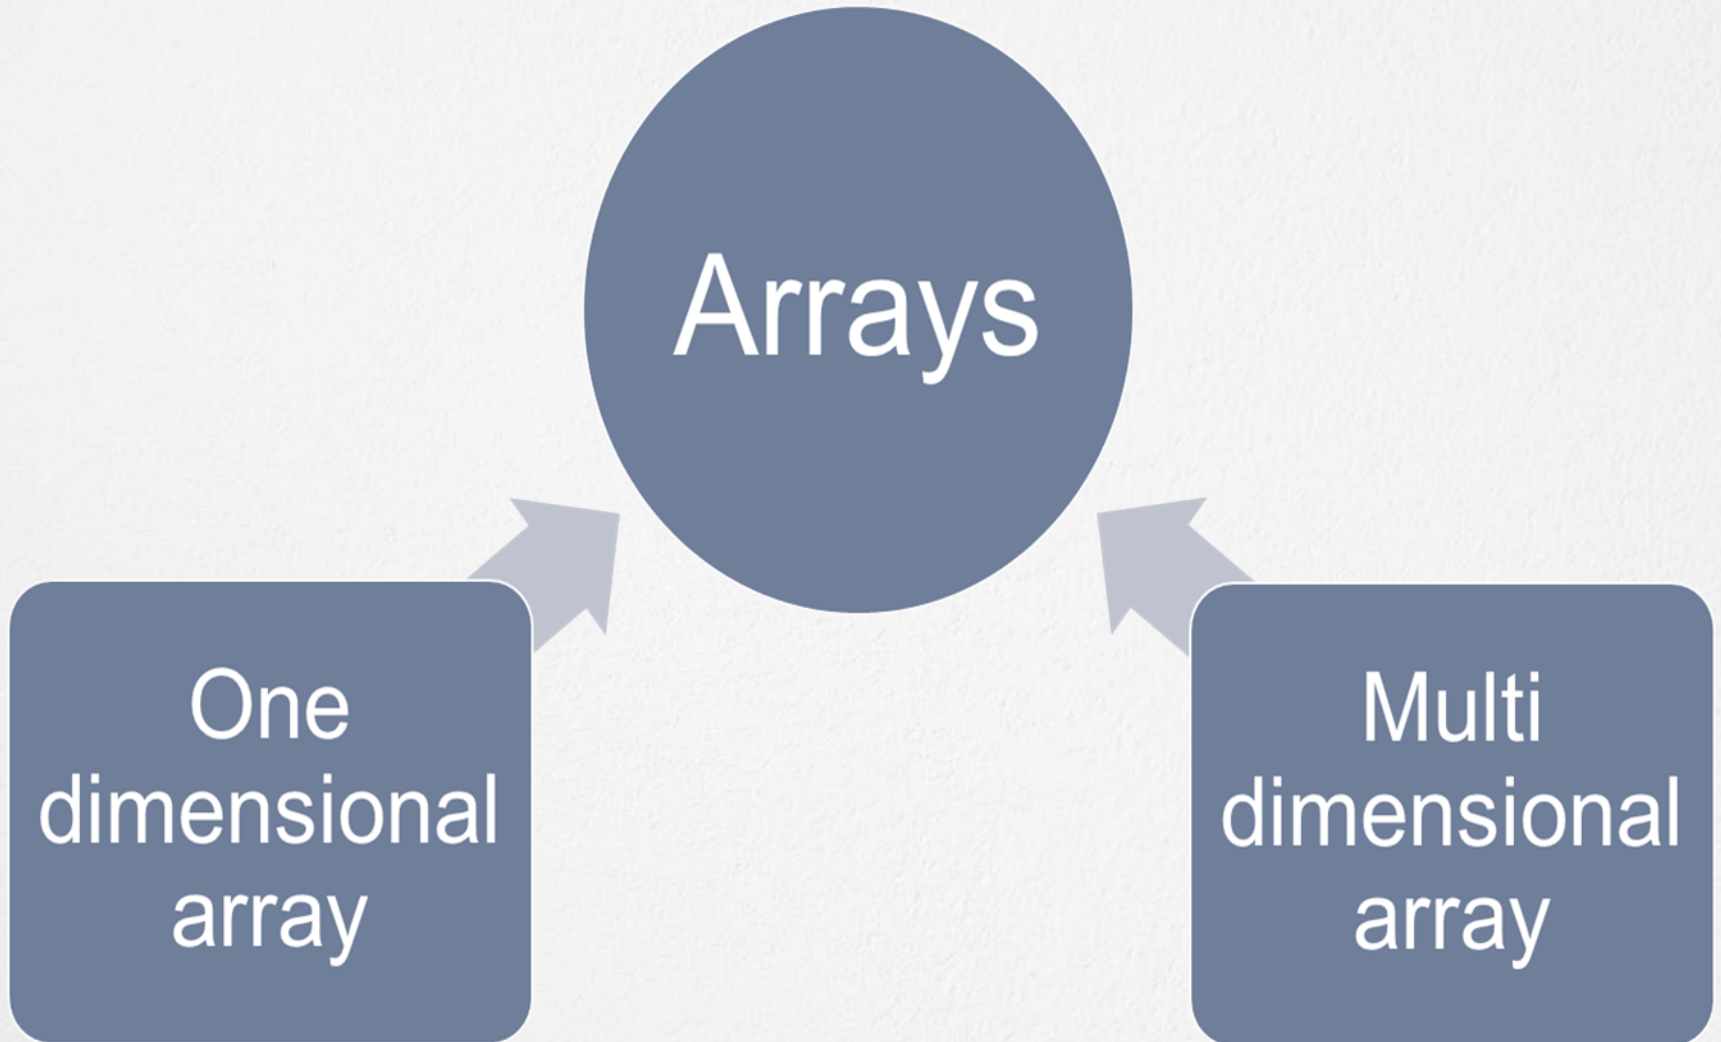 Arrays
One
dimensional
array
Multi
dimensional
array